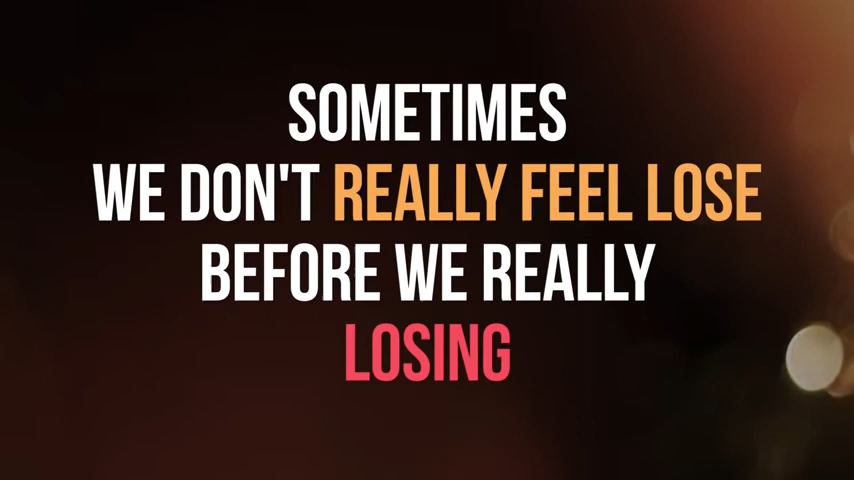 SOMETIMES
WE DON'T REALLY FEEL LOSE
BEFORE WE REALLY
LOSING